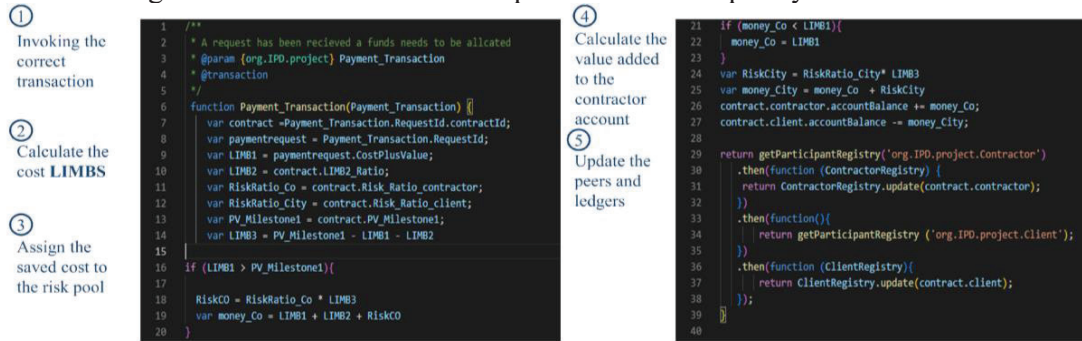 1
Invoking the
correct
transaction
2
Calculate the
cost LIMBS
3
Assign the
saved cost to
the risk pool
1 /**
2 * A request has been recieved a funds needs to be allcated
3 * @param {org.IPD.project} Payment_Transaction
4 * @transaction
5 */
6 function Payment_Transaction(Payment_Transaction) {
7 var contract =Payment_Transaction.RequestId.contractId;
8 var paymentrequest = Payment_Transaction.RequestId;
9 var LIMB1 = paymentrequest.CostPlusValue;
10 var LIMB2 = contract.LIMB2_Ratio;
11 var RiskRatio_Co = contract.Risk_Ratio_contractor;
12 var RiskRatio_City = contract.Risk_Ratio_client;
13 var PV_Milestone1 = contract.PV_Milestone1;
14 var LIMB3 = PV_Milestone1 - LIMB1 - LIMB2
15
16 if (LIMB1 > PV_Milestone1){
17
18 RiskCO = RiskRatio_Co * LIMB3
19 var money_Co = LIMB1 + LIMB2 + RiskCO
20 }
4
Calculate the
value added
to the
contractor
account
5
Update the
peers and
ledgers
21 if (money_Co < LIMB1){
22 money_Co = LIMB1
23 }
24 var RiskCity = RiskRatio_City* LIMB3
25 var money_City = money_Co + RiskCity
26 contract.contractor.accountBalance += money_Co;
27 contract.client.accountBalance -= money_City;
28
29 return getParticipantRegistry('org.IPD.project.Contractor')
30 .then(function (ContractorRegistry) {
31 return ContractorRegistry.update(contract.contractor);
32 })
33 .then(function(){
34 return getParticipantRegistry ('org.IPD.project.Client');
35 })
36 .then(function (ClientRegistry){
37 return ClientRegistry.update(contract.client);
38 });
39 }
40